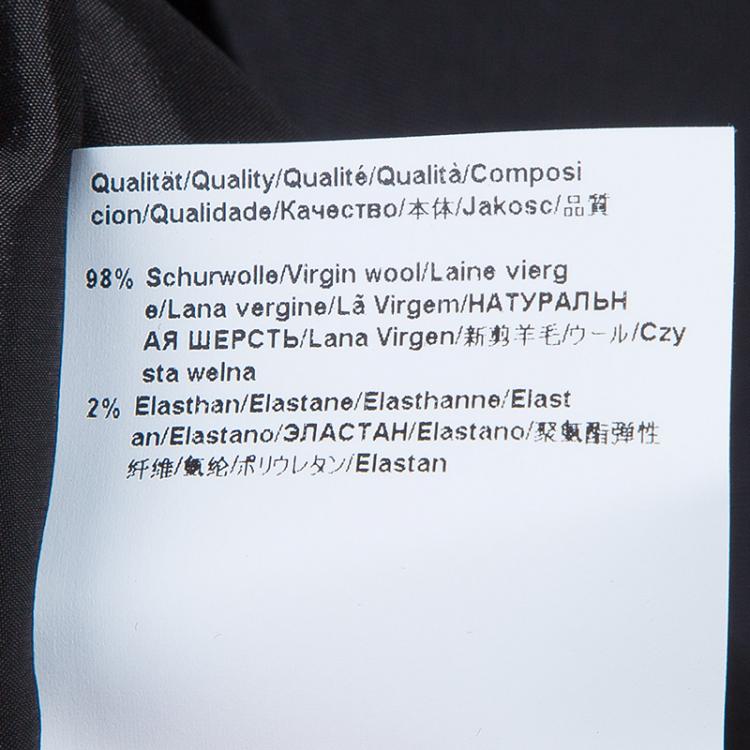 Qualität/Quality/Qualité/Qualità/Composi
cion/Qualidade/Качество/本体/Jakosc/品質
98% Schurwolle/Virgin wool/Laine vierg
e/Lana vergine/Lã Virgem/НАТУРАЛЬН
АЯ ШЕРСТЬ/Lana Virgen/新剪羊毛/ウール/Czy
sta welna
2% Elasthan/Elastane/Elasthanne/Elast
an/Elastano/ЭЛАСТАН/Elastano/聚氨酯弹性
纤维/氨纶/ポリウレタン/Elastan